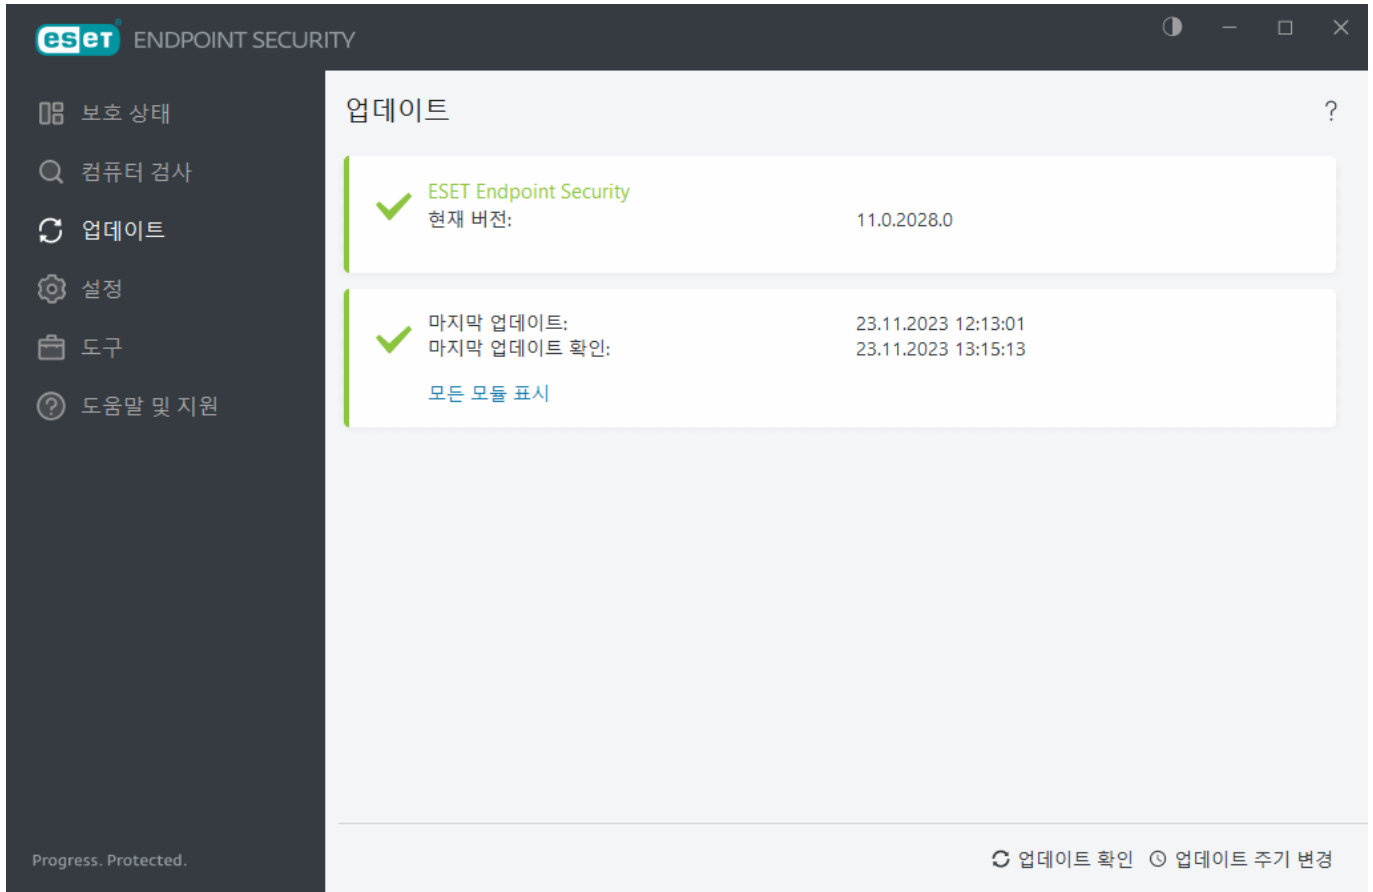 eseT ENDPOINT SECURITY
보호 상태
컴퓨터 검사
업데이트
설정
도구
도움말 및 지원
Progress. Protected.
업데이트
?
ESET Endpoint Security
현재 버전: 11.0.2028.0
마지막 업데이트: 23.11.2023 12:13:01
마지막 업데이트 확인: 23.11.2023 13:15:13
모든 모듈 표시
업데이트 확인 업데이트 주기 변경